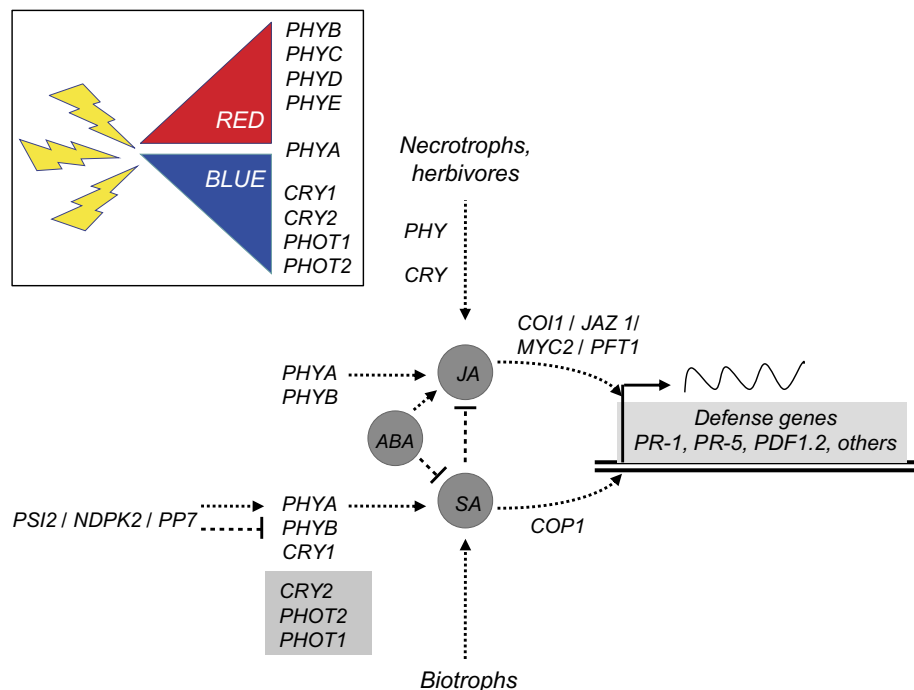 PHYB
PHYC
PHYD
PHYE
RED
PHYA
BLUE
CRY1
CRY2
PHOT1
PHOT2
Necrotrophs,
herbivores
PHY
CRY
COI1 / JAZ 1/
MYC2 / PFT1
PHYA
PHYB
JA
ABA
Defense genes
PR-1, PR-5, PDF1.2, others
PSI2 / NDPK2 / PP7
PHYA
PHYB
CRY1
SA
COP1
CRY2
PHOT2
PHOT1
Biotrophs